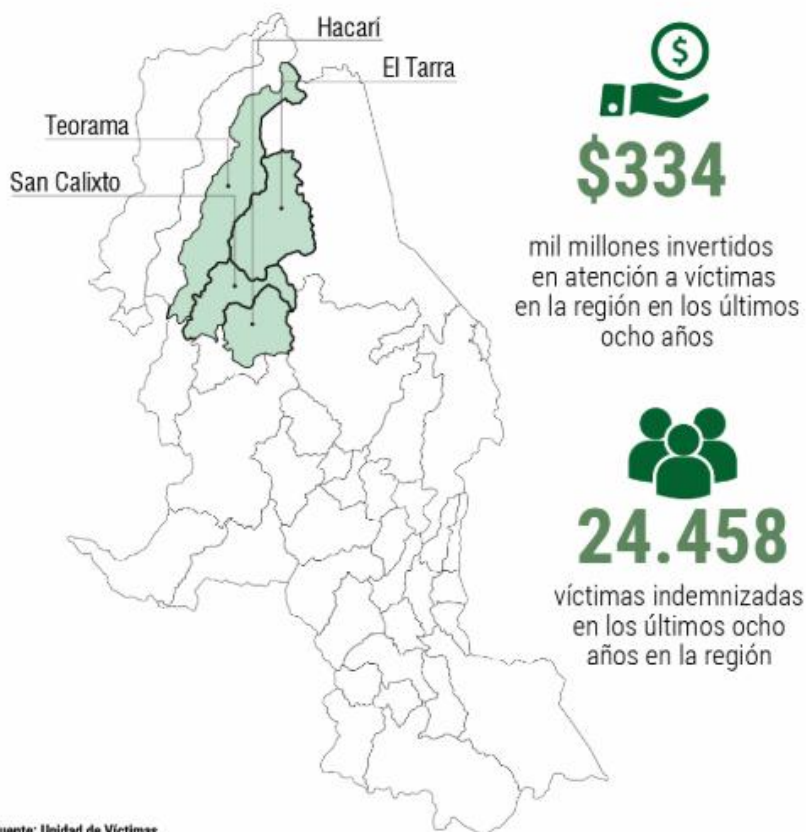 Hacarí
El Tarra
Teorama
San Calixto
$
$334
mil millones invertidos
en atención a víctimas
en la región en los últimos
ocho años
24.458
víctimas indemnizadas
en los últimos ocho
años en la región
uente: Unidad de Víctimas